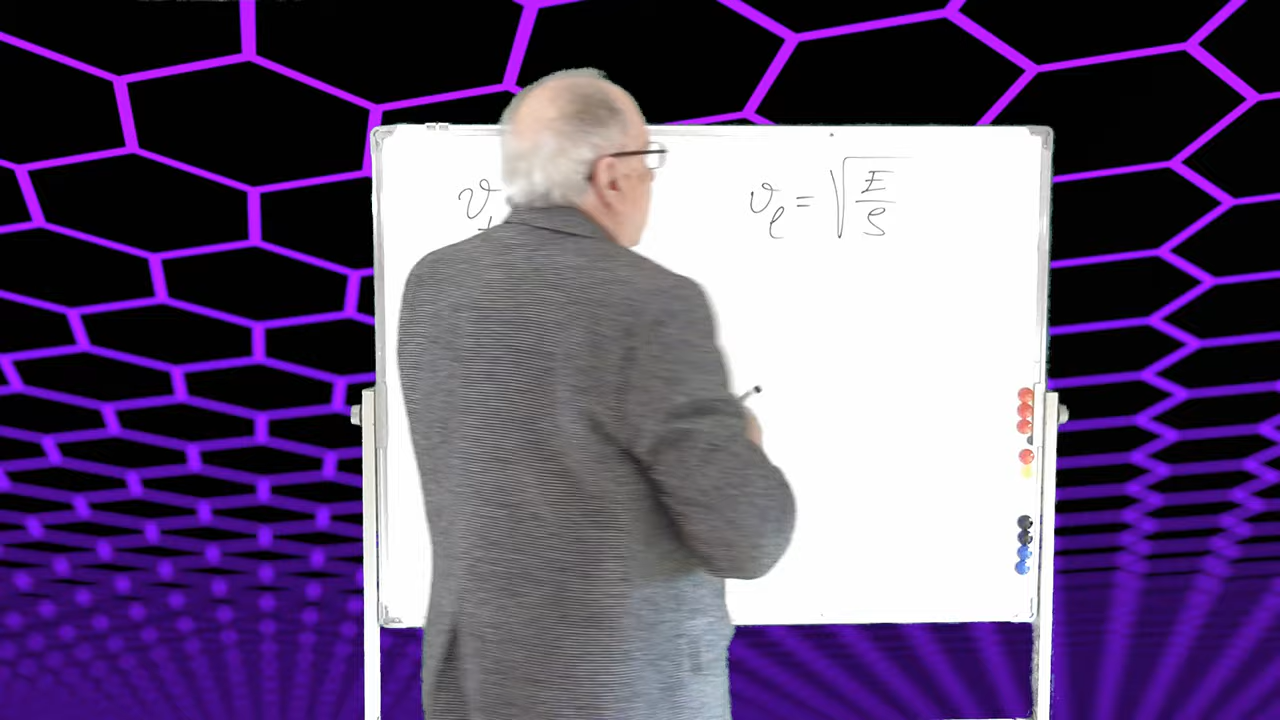 v
v_ℓ = √(E/ρ)